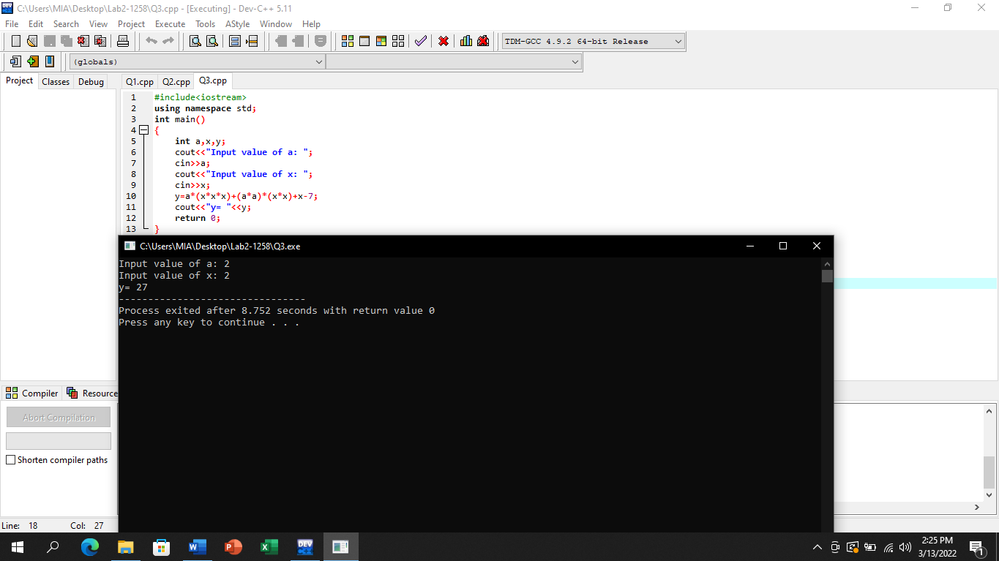 C:\Users\MIA\Desktop\Lab2-1258\Q3.cpp - [Executing] - Dev-C++ 5.11
File Edit Search View Project Execute Tools AStyle Window Help
TDM-GCC 4.9.2 64-bit Release
(globals)
Project Classes Debug
Q1.cpp Q2.cpp Q3.cpp
1 #include<iostream>
2 using namespace std;
3 int main()
4 {
5 int a,x,y;
6 cout<<"Input value of a: ";
7 cin>>a;
8 cout<<"Input value of x: ";
9 cin>>x;
10 y=a*(x*x*x)+(a*a)*(x*x)+x-7;
11 cout<<"y= "<<y;
12 return 0;
13 }
C:\Users\MIA\Desktop\Lab2-1258\Q3.exe
Input value of a: 2
Input value of x: 2
y= 27
--------------------------------
Process exited after 8.752 seconds with return value 0
Press any key to continue . . .
Compiler Resource
Abort Compilation
Shorten compiler paths
Line: 18 Col: 27
DEV
C++
2:25 PM
3/13/2022
1